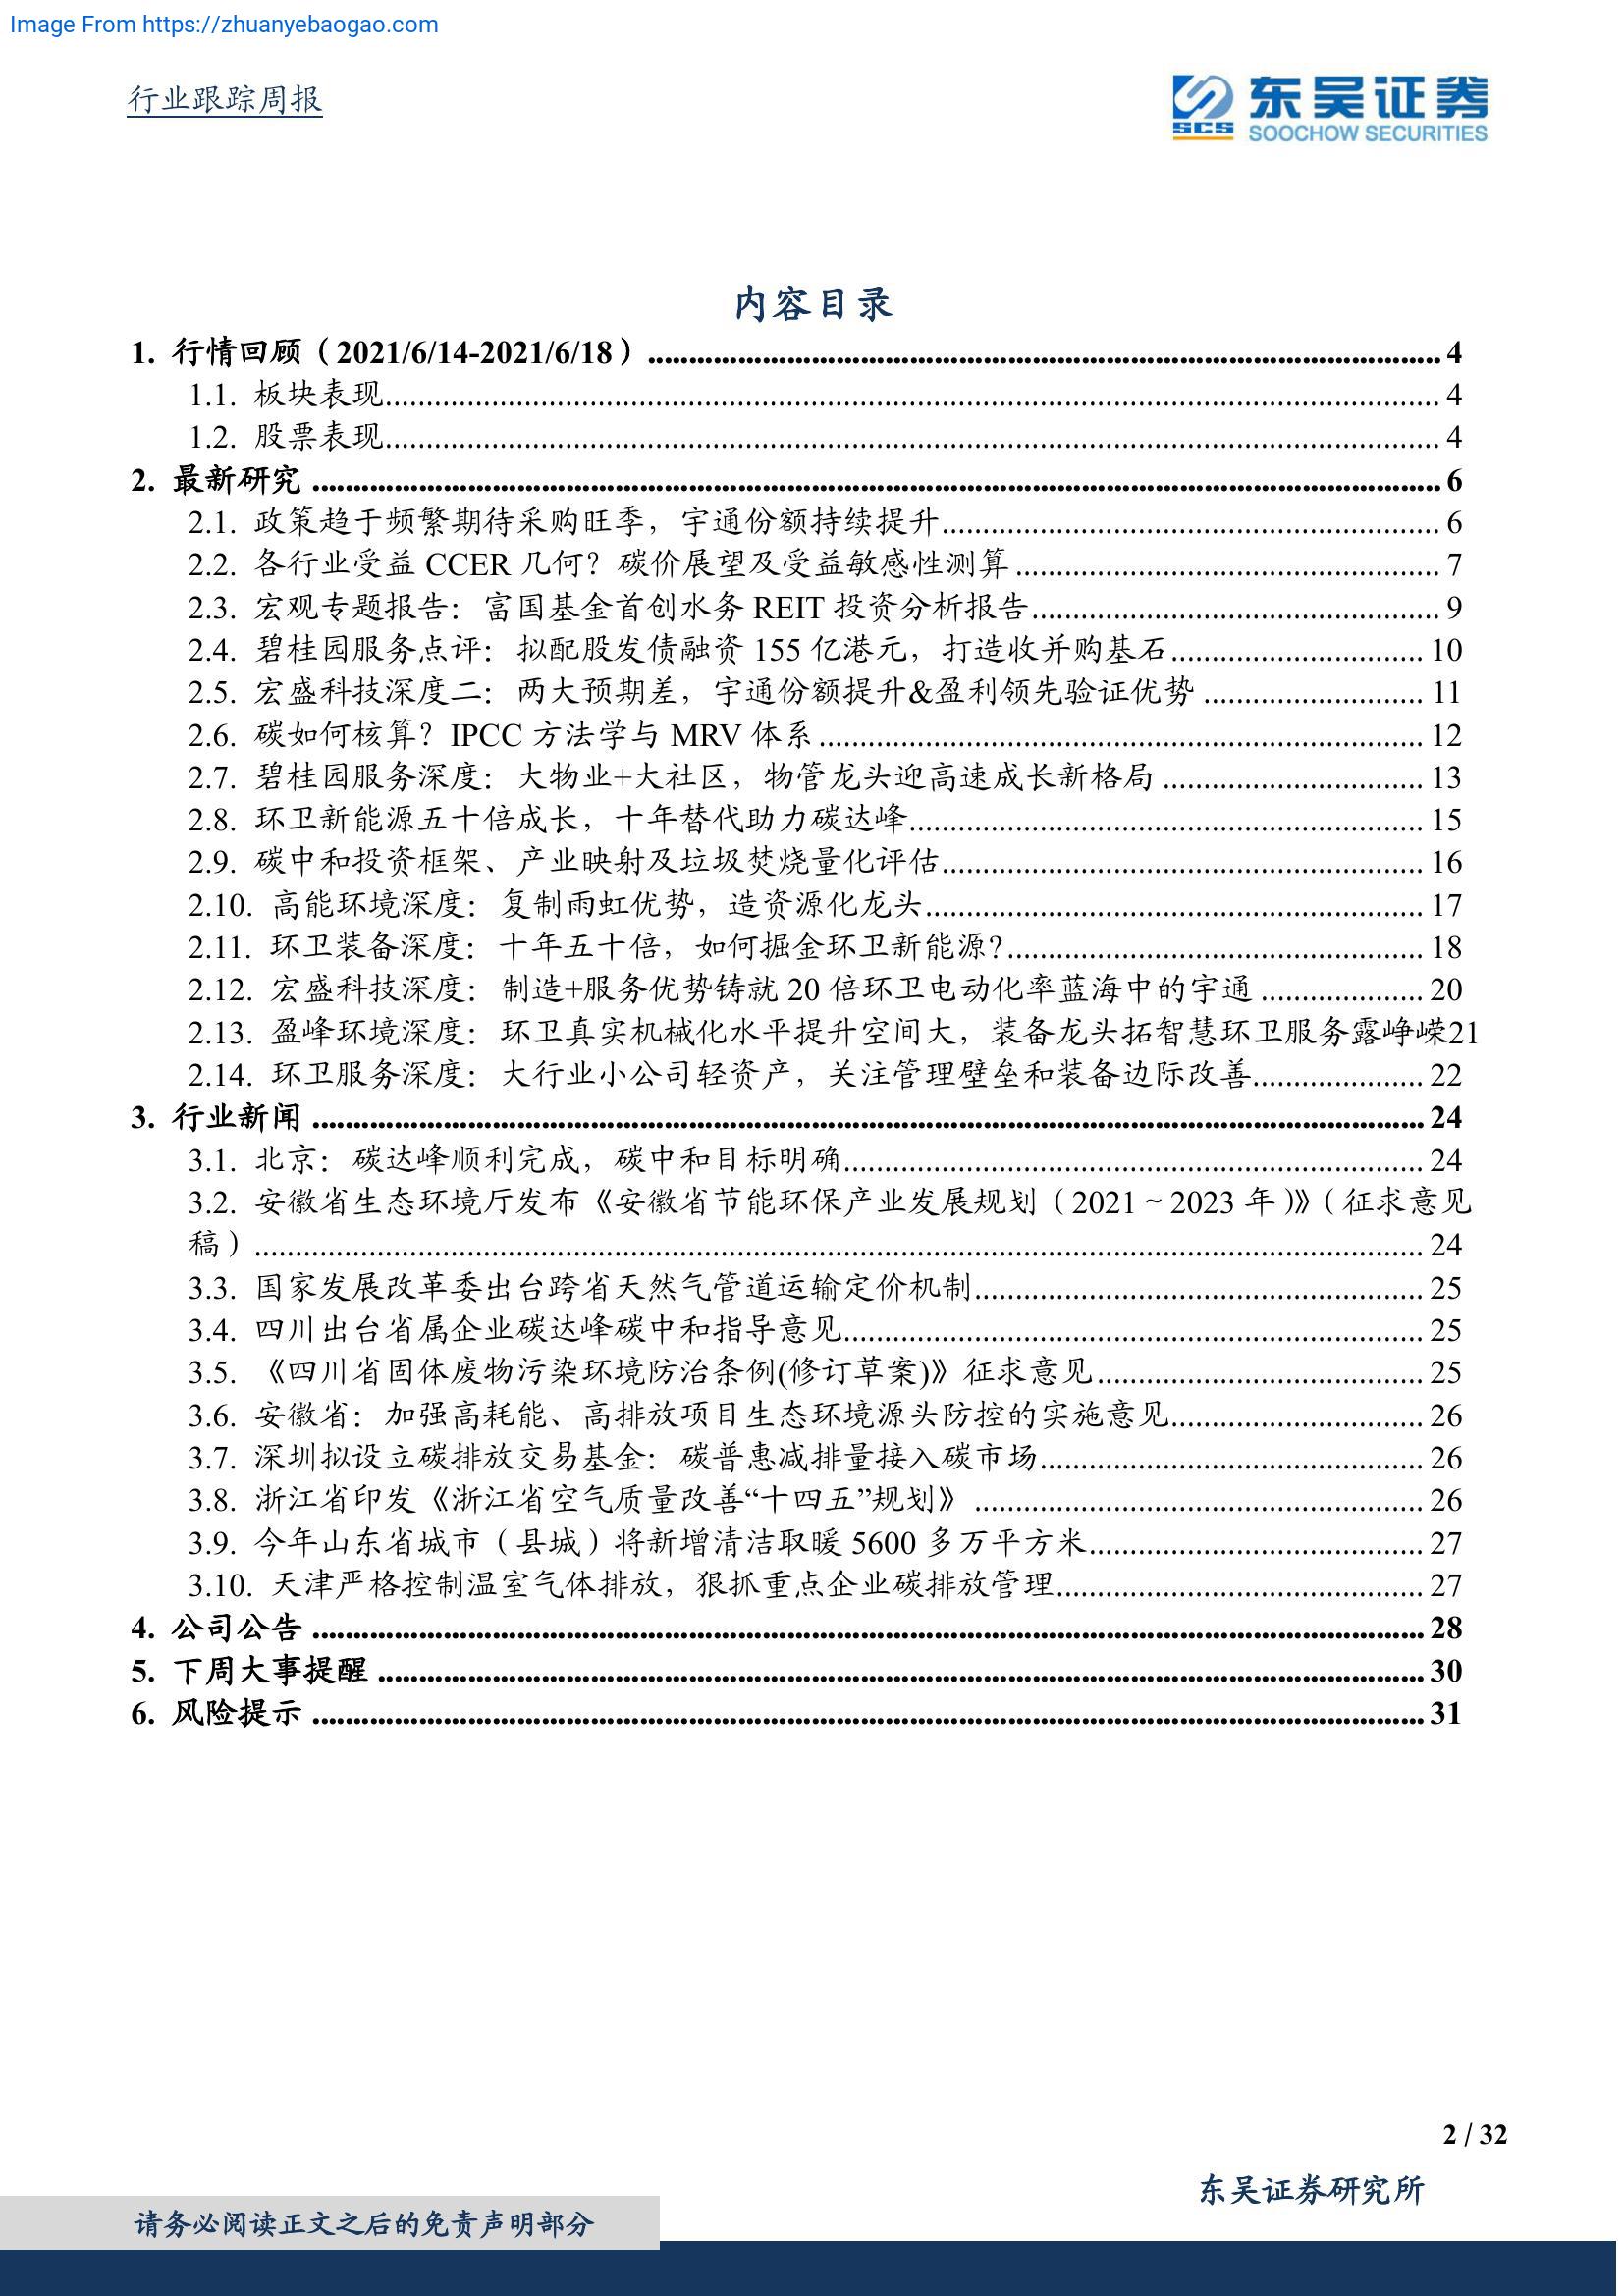 Image From https://zhuanyebaogao.com
行业跟踪周报
SCS 东吴证券
SOOCHOW SECURITIES
内容目录
1. 行情回顾（2021/6/14-2021/6/18）........ 4
1.1. 板块表现........ 4
1.2. 股票表现........ 4
2. 最新研究 ........ 6
2.1. 政策趋于频繁期待采购旺季，宇通份额持续提升........ 6
2.2. 各行业受益 CCER 几何？碳价展望及受益敏感性测算 ........ 7
2.3. 宏观专题报告：富国基金首创水务 REIT 投资分析报告........ 9
2.4. 碧桂园服务点评：拟配股发债融资 155 亿港元，打造收并购基石........ 10
2.5. 宏盛科技深度二：两大预期差，宇通份额提升&盈利领先验证优势 ........ 11
2.6. 碳如何核算？IPCC 方法学与 MRV 体系 ........ 12
2.7. 碧桂园服务深度：大物业+大社区，物管龙头迎高速成长新格局 ........ 13
2.8. 环卫新能源五十倍成长，十年替代助力碳达峰........ 15
2.9. 碳中和投资框架、产业映射及垃圾焚烧量化评估........ 16
2.10. 高能环境深度：复制雨虹优势，造资源化龙头........ 17
2.11. 环卫装备深度：十年五十倍，如何掘金环卫新能源?........ 18
2.12. 宏盛科技深度：制造+服务优势铸就 20 倍环卫电动化率蓝海中的宇通 ........ 20
2.13. 盈峰环境深度：环卫真实机械化水平提升空间大，装备龙头拓智慧环卫服务露峥嵘21
2.14. 环卫服务深度：大行业小公司轻资产，关注管理壁垒和装备边际改善........ 22
3. 行业新闻 ........ 24
3.1. 北京：碳达峰顺利完成，碳中和目标明确........ 24
3.2. 安徽省生态环境厅发布《安徽省节能环保产业发展规划（2021～2023 年）》（征求意见
稿）........ 24
3.3. 国家发展改革委出台跨省天然气管道运输定价机制........ 25
3.4. 四川出台省属企业碳达峰碳中和指导意见........ 25
3.5. 《四川省固体废物污染环境防治条例(修订草案)》征求意见........ 25
3.6. 安徽省：加强高耗能、高排放项目生态环境源头防控的实施意见........ 26
3.7. 深圳拟设立碳排放交易基金：碳普惠减排量接入碳市场........ 26
3.8. 浙江省印发《浙江省空气质量改善“十四五”规划》 ........ 26
3.9. 今年山东省城市（县城）将新增清洁取暖 5600 多万平方米........ 27
3.10. 天津严格控制温室气体排放，狠抓重点企业碳排放管理........ 27
4. 公司公告 ........ 28
5. 下周大事提醒 ........ 30
6. 风险提示 ........ 31
2 / 32
东吴证券研究所
请务必阅读正文之后的免责声明部分